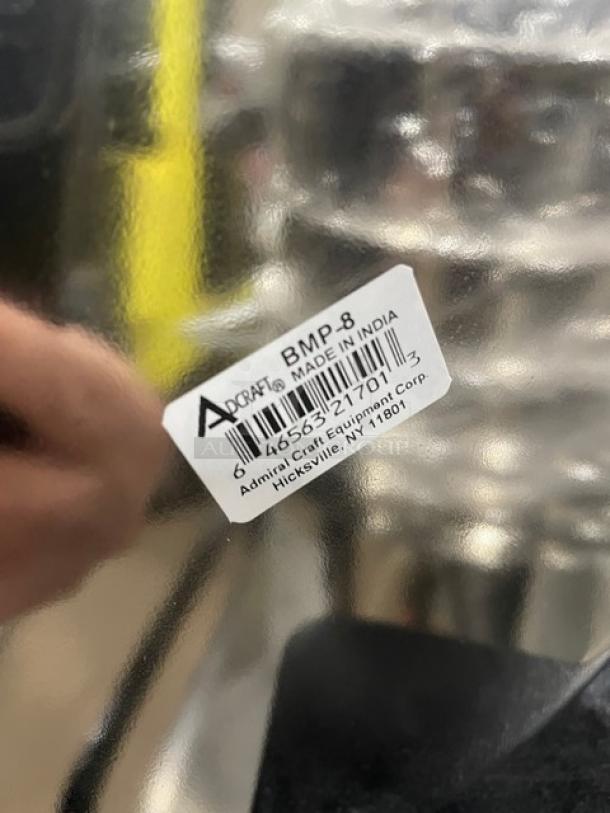 ADCRAFT® BMP-8
MADE IN INDIA
6 46563 21701 3
Admiral Craft Equipment Corp.
Hicksville, NY 11801